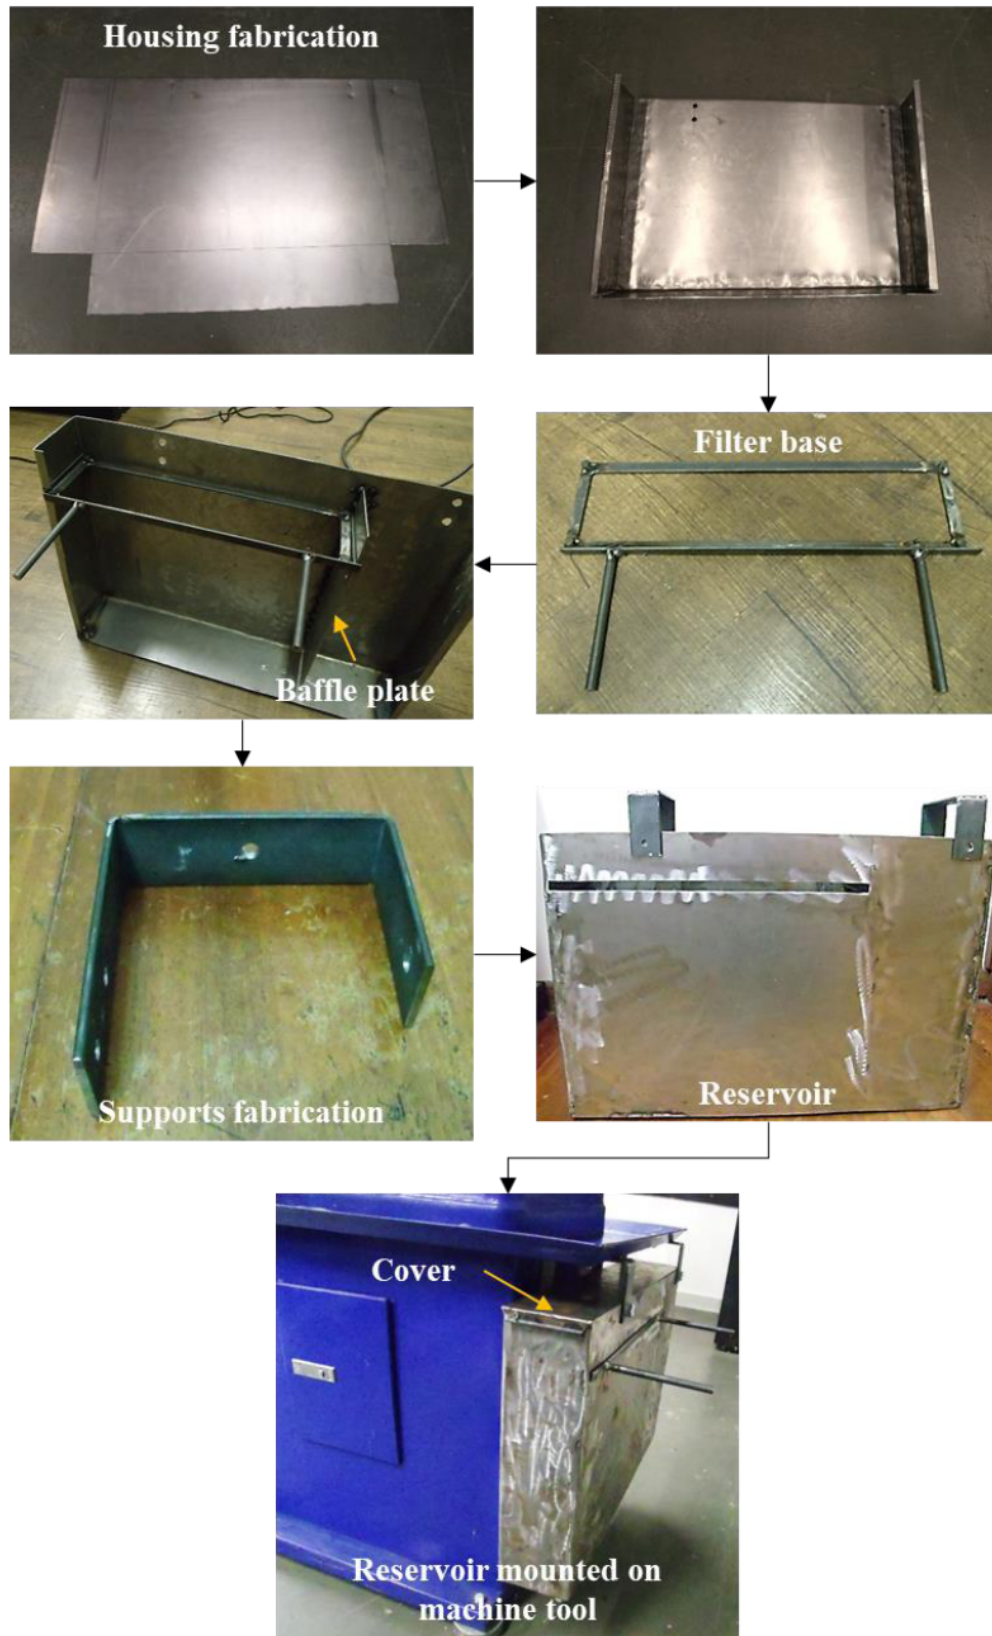 Housing fabrication
Filter base
Baffle plate
Supports fabrication
Reservoir
Cover
Reservoir mounted on
machine tool